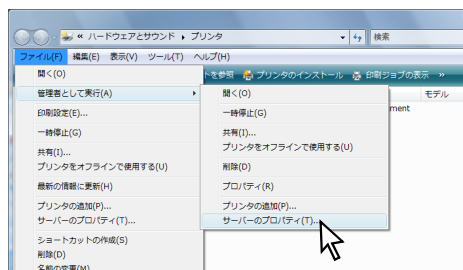 « ハードウェアとサウンド ▸ プリンタ
検索
ファイル(F) 編集(E) 表示(V) ツール(T) ヘルプ(H)
トを参照 プリンタのインストール 印刷ジョブの表示 »
開く(O)
管理者として実行(A)
印刷設定(E)...
一時停止(G)
共有(I)...
プリンタをオフラインで使用する(U)
最新の情報に更新(H)
プリンタの追加(P)...
サーバーのプロパティ(T)...
ショートカットの作成(S)
削除(D)
名前の変更(M)
開く(O)
一時停止(G)
共有(I)...
プリンタをオフラインで使用する(U)
削除(D)
プロパティ(R)
プリンタの追加(P)...
サーバーのプロパティ(T)...
モデル
ment